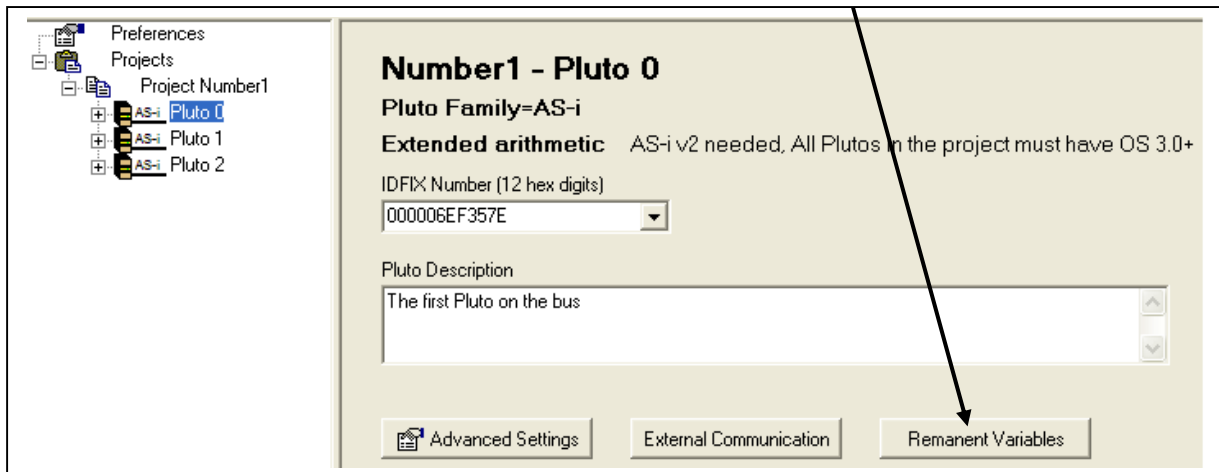 Preferences
Projects
Project Number1
AS-i Pluto 0
AS-i Pluto 1
AS-i Pluto 2
Number1 - Pluto 0
Pluto Family=AS-i
Extended arithmetic AS-i v2 needed, All Plutos in the project must have OS 3.0+
IDFIX Number (12 hex digits)
000006EF357E
Pluto Description
The first Pluto on the bus
Advanced Settings External Communication Remanent Variables